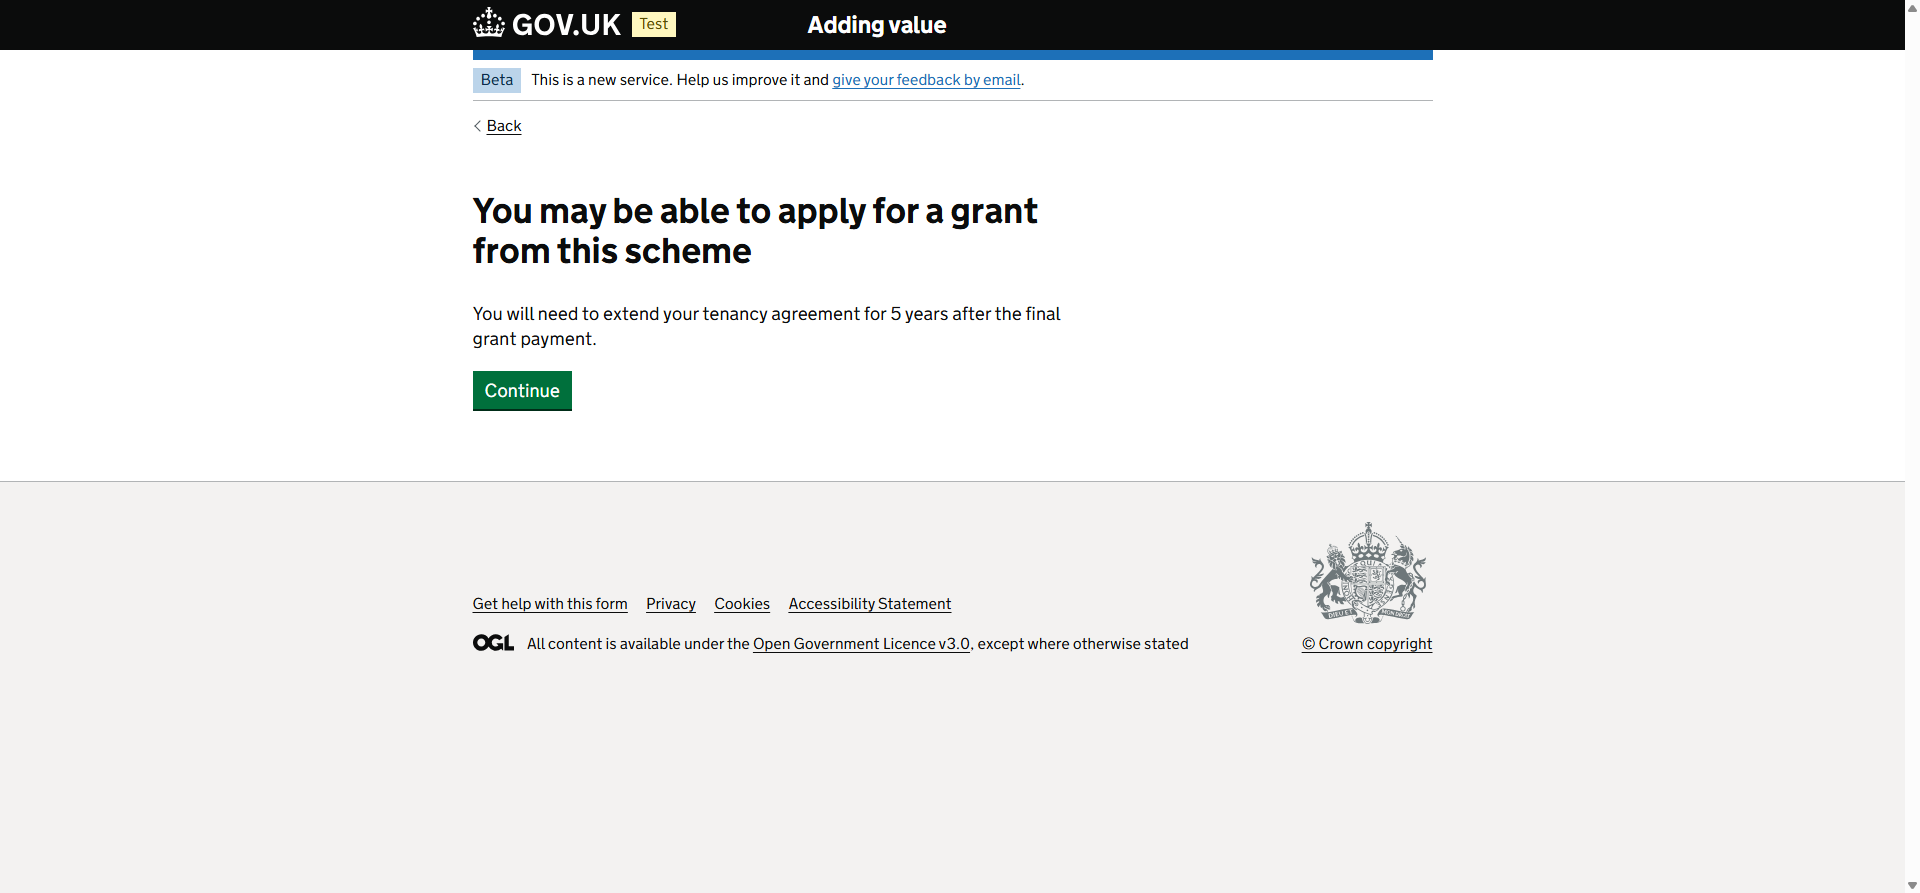 GOV.UK Test Adding value
Beta This is a new service. Help us improve it and give your feedback by email.
Back
You may be able to apply for a grant
from this scheme
You will need to extend your tenancy agreement for 5 years after the final
grant payment.
Continue
Get help with this form Privacy Cookies Accessibility Statement
OGL All content is available under the Open Government Licence v3.0, except where otherwise stated
© Crown copyright